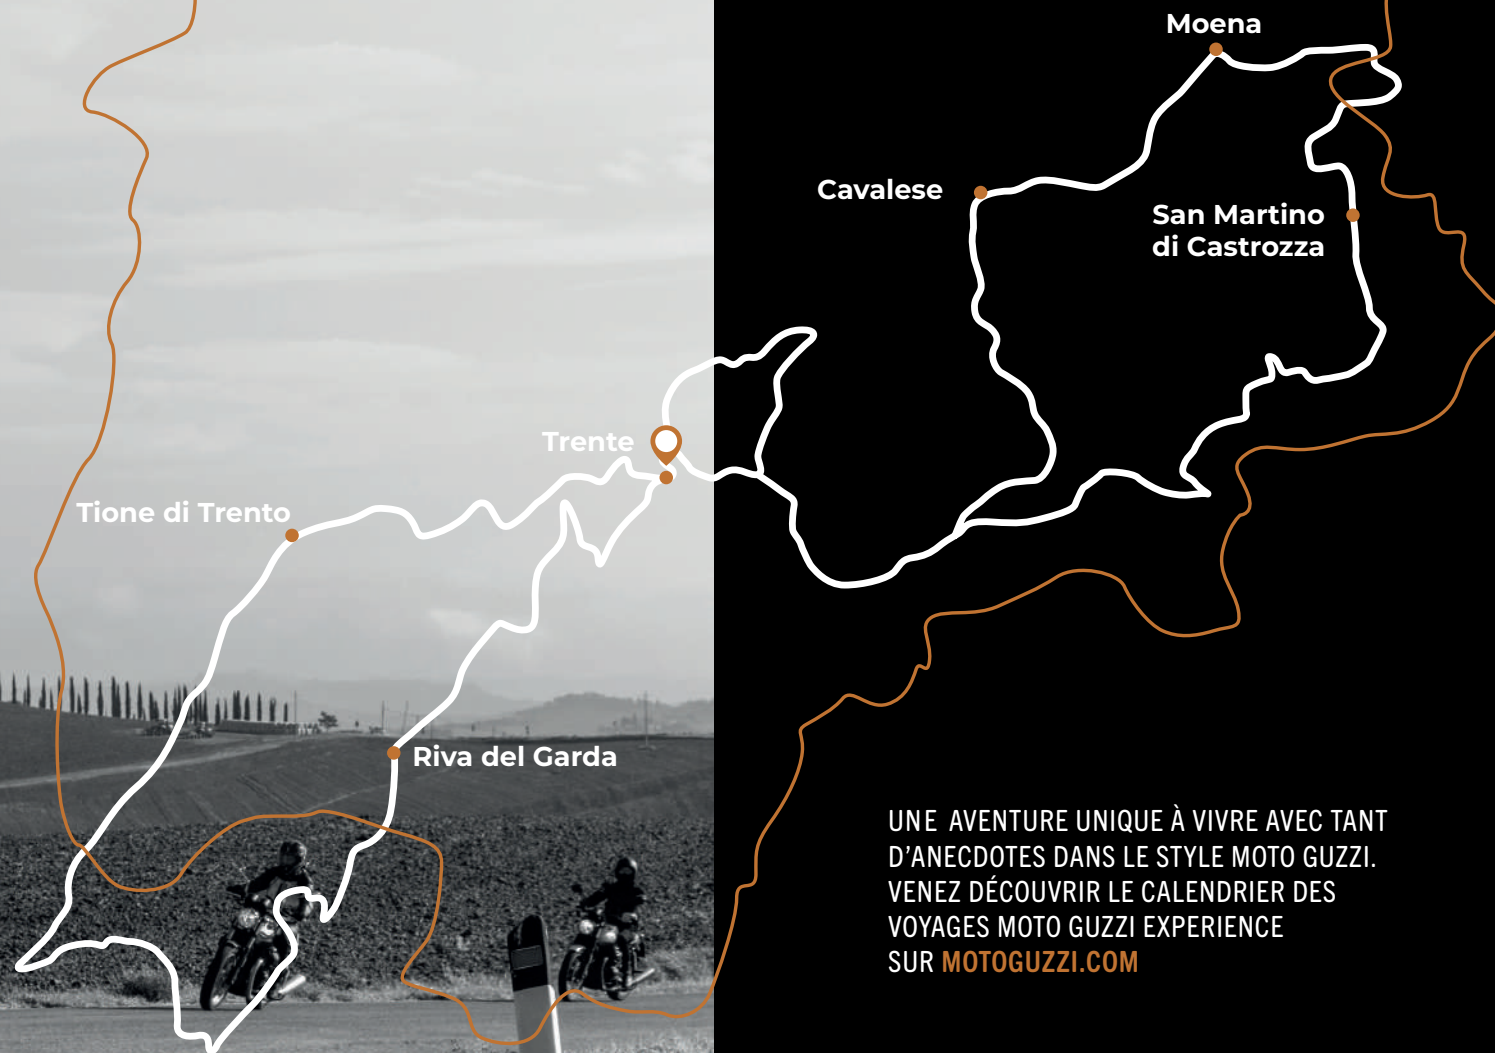 Moena
Cavalese
San Martino
di Castrozza
Trente
Tione di Trento
Riva del Garda
UNE AVENTURE UNIQUE À VIVRE AVEC TANT
D’ANECDOTES DANS LE STYLE MOTO GUZZI.
VENEZ DÉCOUVRIR LE CALENDRIER DES
VOYAGES MOTO GUZZI EXPERIENCE
SUR MOTOGUZZI.COM